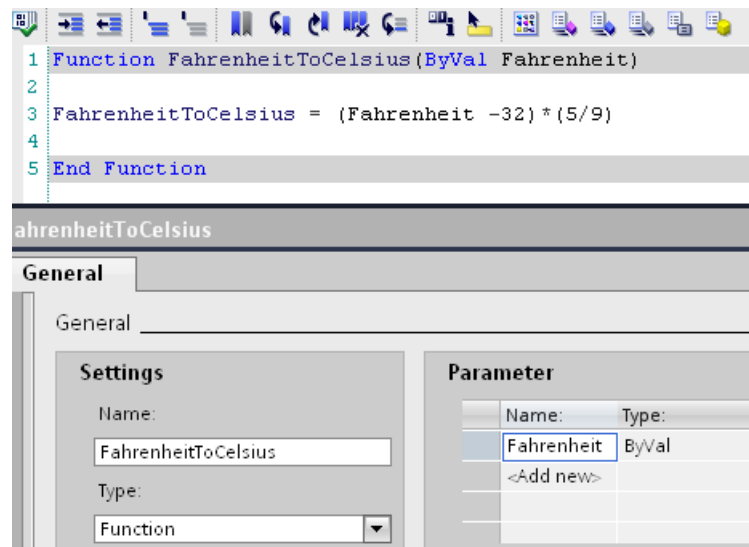 1 Function FahrenheitToCelsius(ByVal Fahrenheit)
2
3 FahrenheitToCelsius = (Fahrenheit -32)*(5/9)
4
5 End Function
ahrenheitToCelsius
General
General
Settings
Parameter
Name:
Name: Type:
FahrenheitToCelsius
Fahrenheit ByVal
<Add new>
Type:
Function